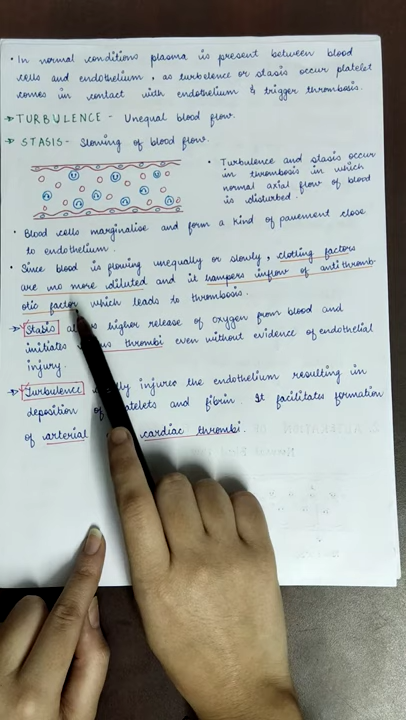 • In normal conditions plasma is present between blood
cells and endothelium, as turbulence or stasis occur platelet
comes in contact with endothelium & trigger thrombosis.
→ TURBULENCE - Unequal blood flow.
→ STASIS - Slowing of blood flow.
• Turbulence and stasis occur
in thrombosis in which
normal axial flow of blood
is disturbed.
• Blood cells marginalise and form a kind of pavement close
to endothelium.
• Since blood is flowing unequally or slowly, clotting factors
are no more diluted and it hampers inflow of antithromb
otic factor which leads to thrombosis.
→ Stasis higher release of oxygen from blood and
initiates thrombi even without evidence of endothelial
injury.
→ Turbulence injures the endothelium resulting in
deposition platelets and fibrin. It facilitates formation
of arterial cardiac thrombi.